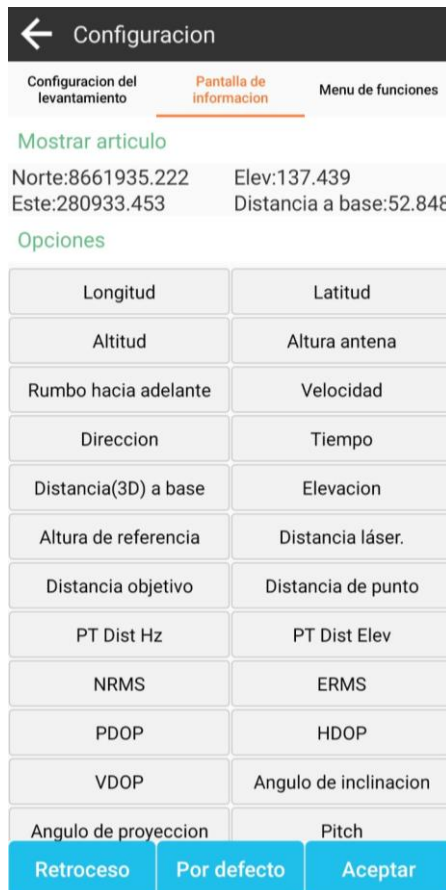 Configuracion
Configuracion del
levantamiento
Pantalla de
informacion
Menu de funciones
Mostrar articulo
Norte:8661935.222 Elev:137.439
Este:280933.453 Distancia a base:52.848
Opciones
Longitud Latitud
Altitud Altura antena
Rumbo hacia adelante Velocidad
Direccion Tiempo
Distancia(3D) a base Elevacion
Altura de referencia Distancia láser.
Distancia objetivo Distancia de punto
PT Dist Hz PT Dist Elev
NRMS ERMS
PDOP HDOP
VDOP Angulo de inclinacion
Angulo de proyeccion Pitch
Retroceso Por defecto Aceptar